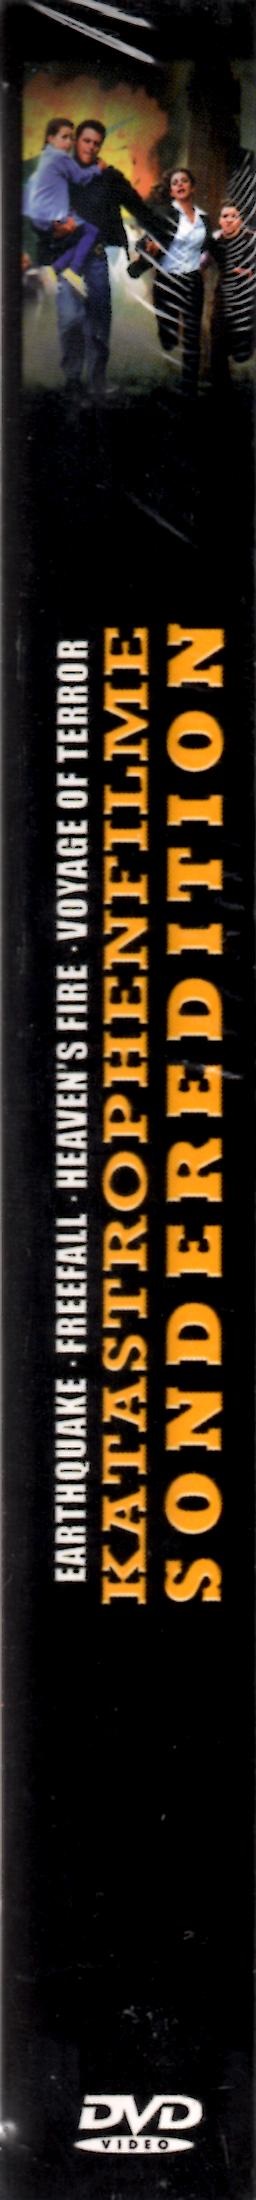 EARTHQUAKE · FREEFALL · HEAVEN'S FIRE · VOYAGE OF TERROR
KATASTROPHENFILME
SONDEREDITION
DVD
VIDEO